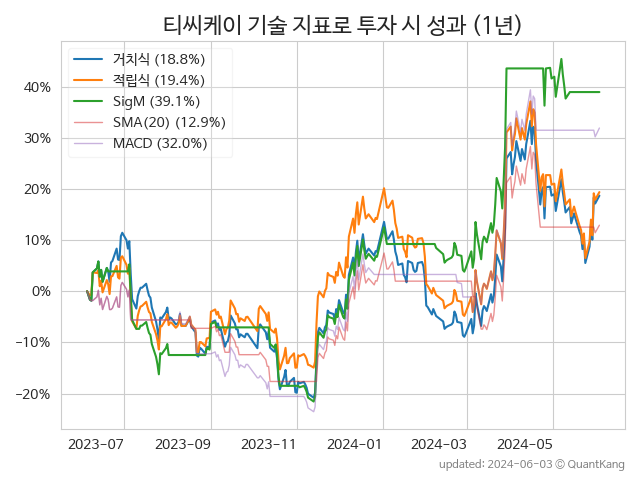 티씨케이 기술 지표로 투자 시 성과 (1년)
거치식 (18.8%)
적립식 (19.4%)
SigM (39.1%)
SMA(20) (12.9%)
MACD (32.0%)
40%
30%
20%
10%
0%
−10%
−20%
2023-07 2023-09 2023-11 2024-01 2024-03 2024-05
updated: 2024-06-03 ⓒ QuantKang